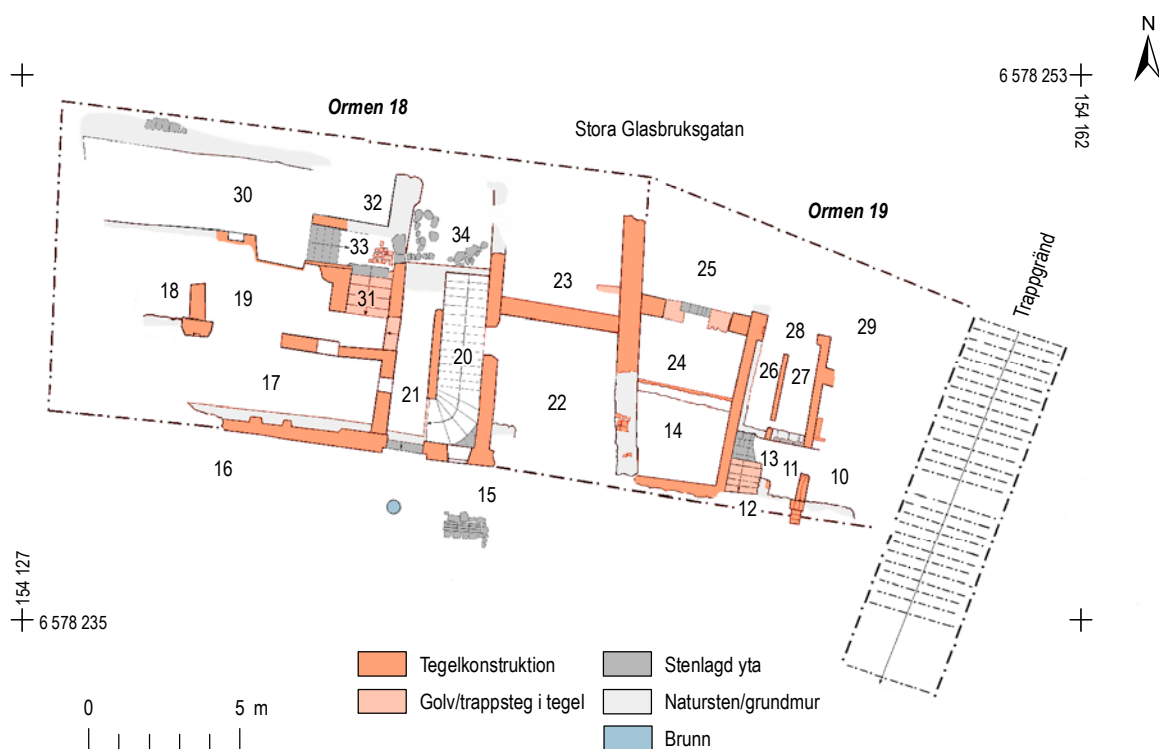 N
6 578 253
154 162
Ormen 18
Stora Glasbruksgatan
Ormen 19
Trappgränd
30
32
33
34
31
18
19
17
20
21
16
15
23
22
25
24
14
28
29
26
27
13
11
10
12
154 127
6 578 235
Tegelkonstruktion
Golv/trappsteg i tegel
Stenlagd yta
Natursten/grundmur
Brunn
0 5 m